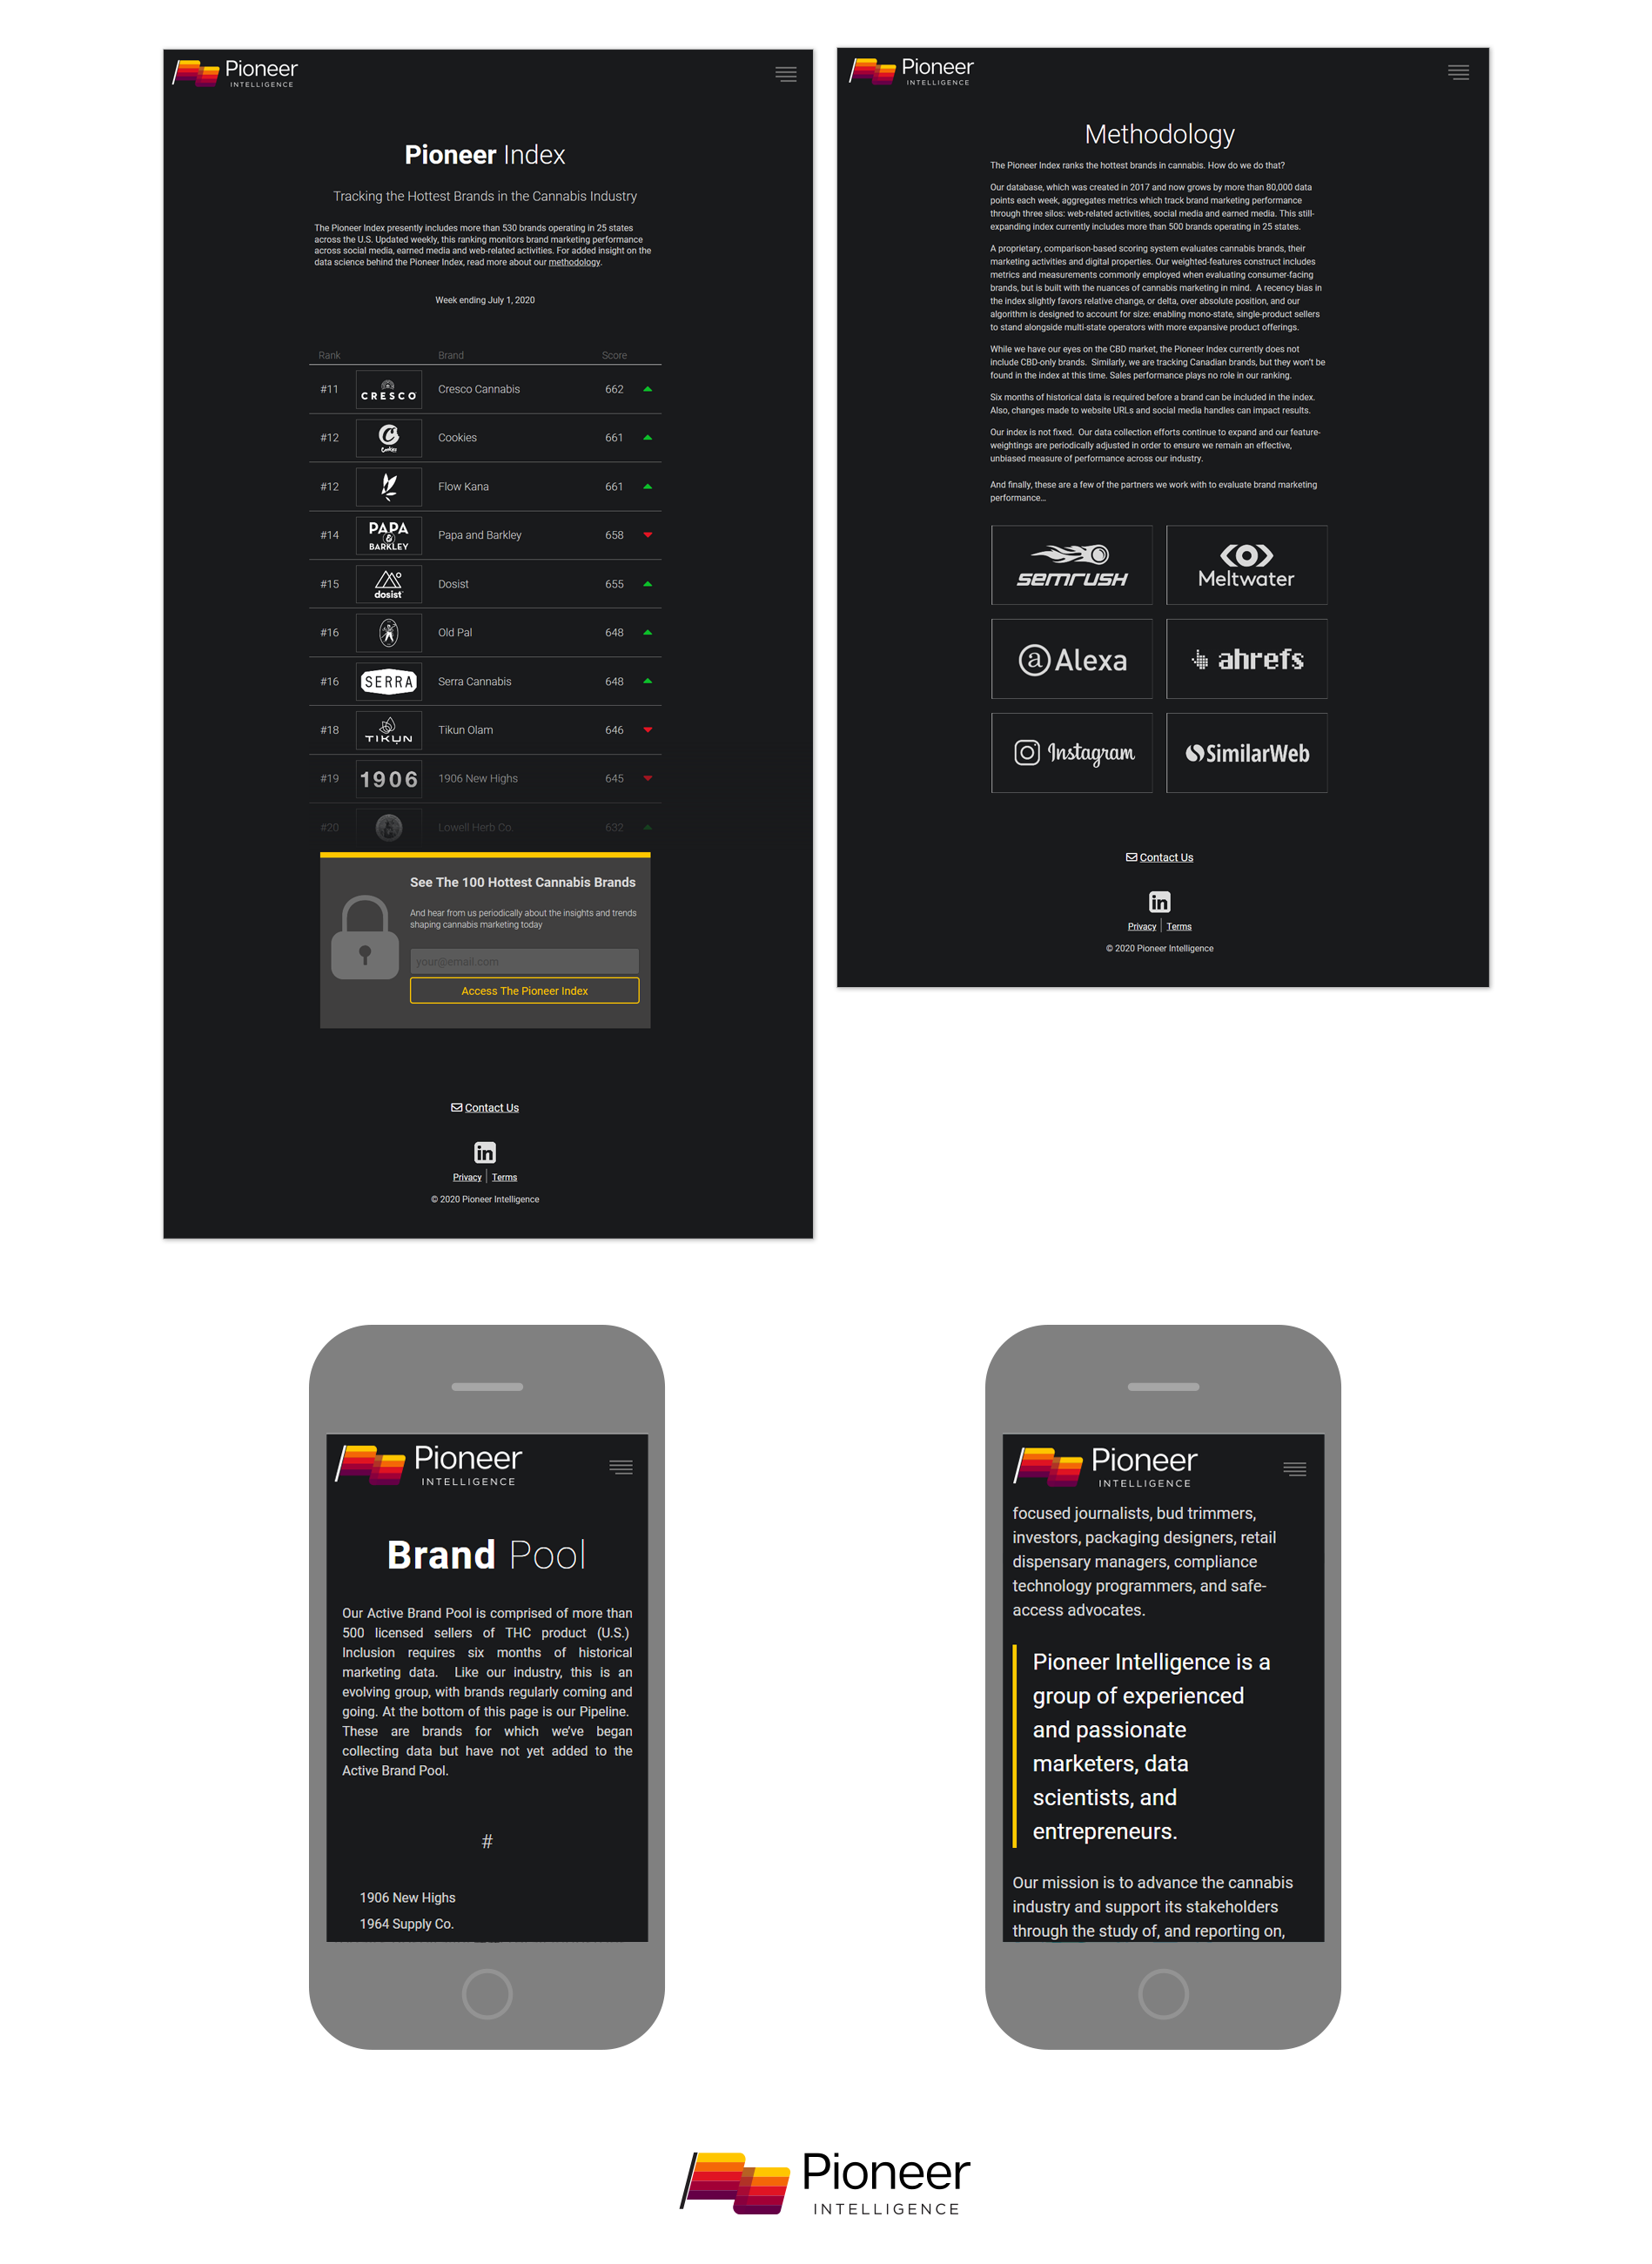 Pioneer
INTELLIGENCE
Pioneer Index
Tracking the Hottest Brands in the Cannabis Industry
The Pioneer Index presently includes more than 530 brands operating in 25 states
across the U.S. Updated weekly, this ranking monitors brand marketing performance
across social media, earned media and web-related activities. For added insight on the
data science behind the Pioneer Index, read more about our methodology.
Week ending July 1, 2020
Rank Brand Score
#11 CRESCO Cresco Cannabis 662
#12 Cookies Cookies 661
#12 Flow Kana 661
#14 PAPA & BARKLEY Papa and Barkley 658
#15 dosist Dosist 655
#16 Old Pal 648
#16 SERRA Serra Cannabis 648
#18 TIKUN Tikun Olam 646
#19 1906 1906 New Highs 645
#20 Lowell Herb Co. 632
See The 100 Hottest Cannabis Brands
And hear from us periodically about the insights and trends
shaping cannabis marketing today
your@email.com
Access The Pioneer Index
Contact Us
in
Privacy | Terms
© 2020 Pioneer Intelligence
Pioneer
INTELLIGENCE
Methodology
The Pioneer Index ranks the hottest brands in cannabis. How do we do that?
Our database, which was created in 2017 and now grows by more than 80,000 data
points each week, aggregates metrics which track brand marketing performance
through three silos: web-related activities, social media and earned media. This still-
expanding index currently includes more than 500 brands operating in 25 states.
A proprietary, comparison-based scoring system evaluates cannabis brands, their
marketing activities and digital properties. Our weighted-features construct includes
metrics and measurements commonly employed when evaluating consumer-facing
brands, but is built with the nuances of cannabis marketing in mind. A recency bias in
the index slightly favors relative change, or delta, over absolute position, and our
algorithm is designed to account for size: enabling mono-state, single-product sellers
to stand alongside multi-state operators with more expansive product offerings.
While we have our eyes on the CBD market, the Pioneer Index currently does not
include CBD-only brands. Similarly, we are tracking Canadian brands, but they won't be
found in the index at this time. Sales performance plays no role in our ranking.
Six months of historical data is required before a brand can be included in the index.
Also, changes made to website URLs and social media handles can impact results.
Our index is not fixed. Our data collection efforts continue to expand and our feature-
weightings are periodically adjusted in order to ensure we remain an effective,
unbiased measure of performance across our industry.
And finally, these are a few of the partners we work with to evaluate brand marketing
performance...
semrush
Meltwater
a Alexa
ahrefs
Instagram
SimilarWeb
Contact Us
in
Privacy | Terms
© 2020 Pioneer Intelligence
Pioneer
INTELLIGENCE
Brand Pool
Our Active Brand Pool is comprised of more than
500 licensed sellers of THC product (U.S.)
Inclusion requires six months of historical
marketing data. Like our industry, this is an
evolving group, with brands regularly coming and
going. At the bottom of this page is our Pipeline.
These are brands for which we've began
collecting data but have not yet added to the
Active Brand Pool.
#
1906 New Highs
1964 Supply Co.
Pioneer
INTELLIGENCE
focused journalists, bud trimmers,
investors, packaging designers, retail
dispensary managers, compliance
technology programmers, and safe-
access advocates.
Pioneer Intelligence is a
group of experienced
and passionate
marketers, data
scientists, and
entrepreneurs.
Our mission is to advance the cannabis
industry and support its stakeholders
through the study of, and reporting on,
Pioneer
INTELLIGENCE